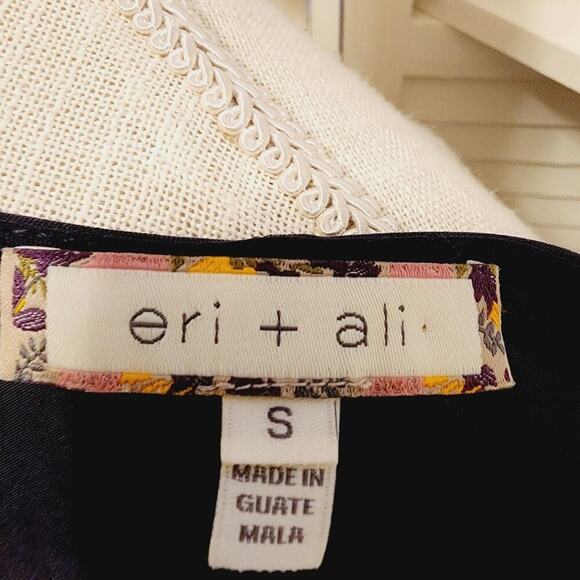 eri + ali
S
MADE IN
GUATE
MALA